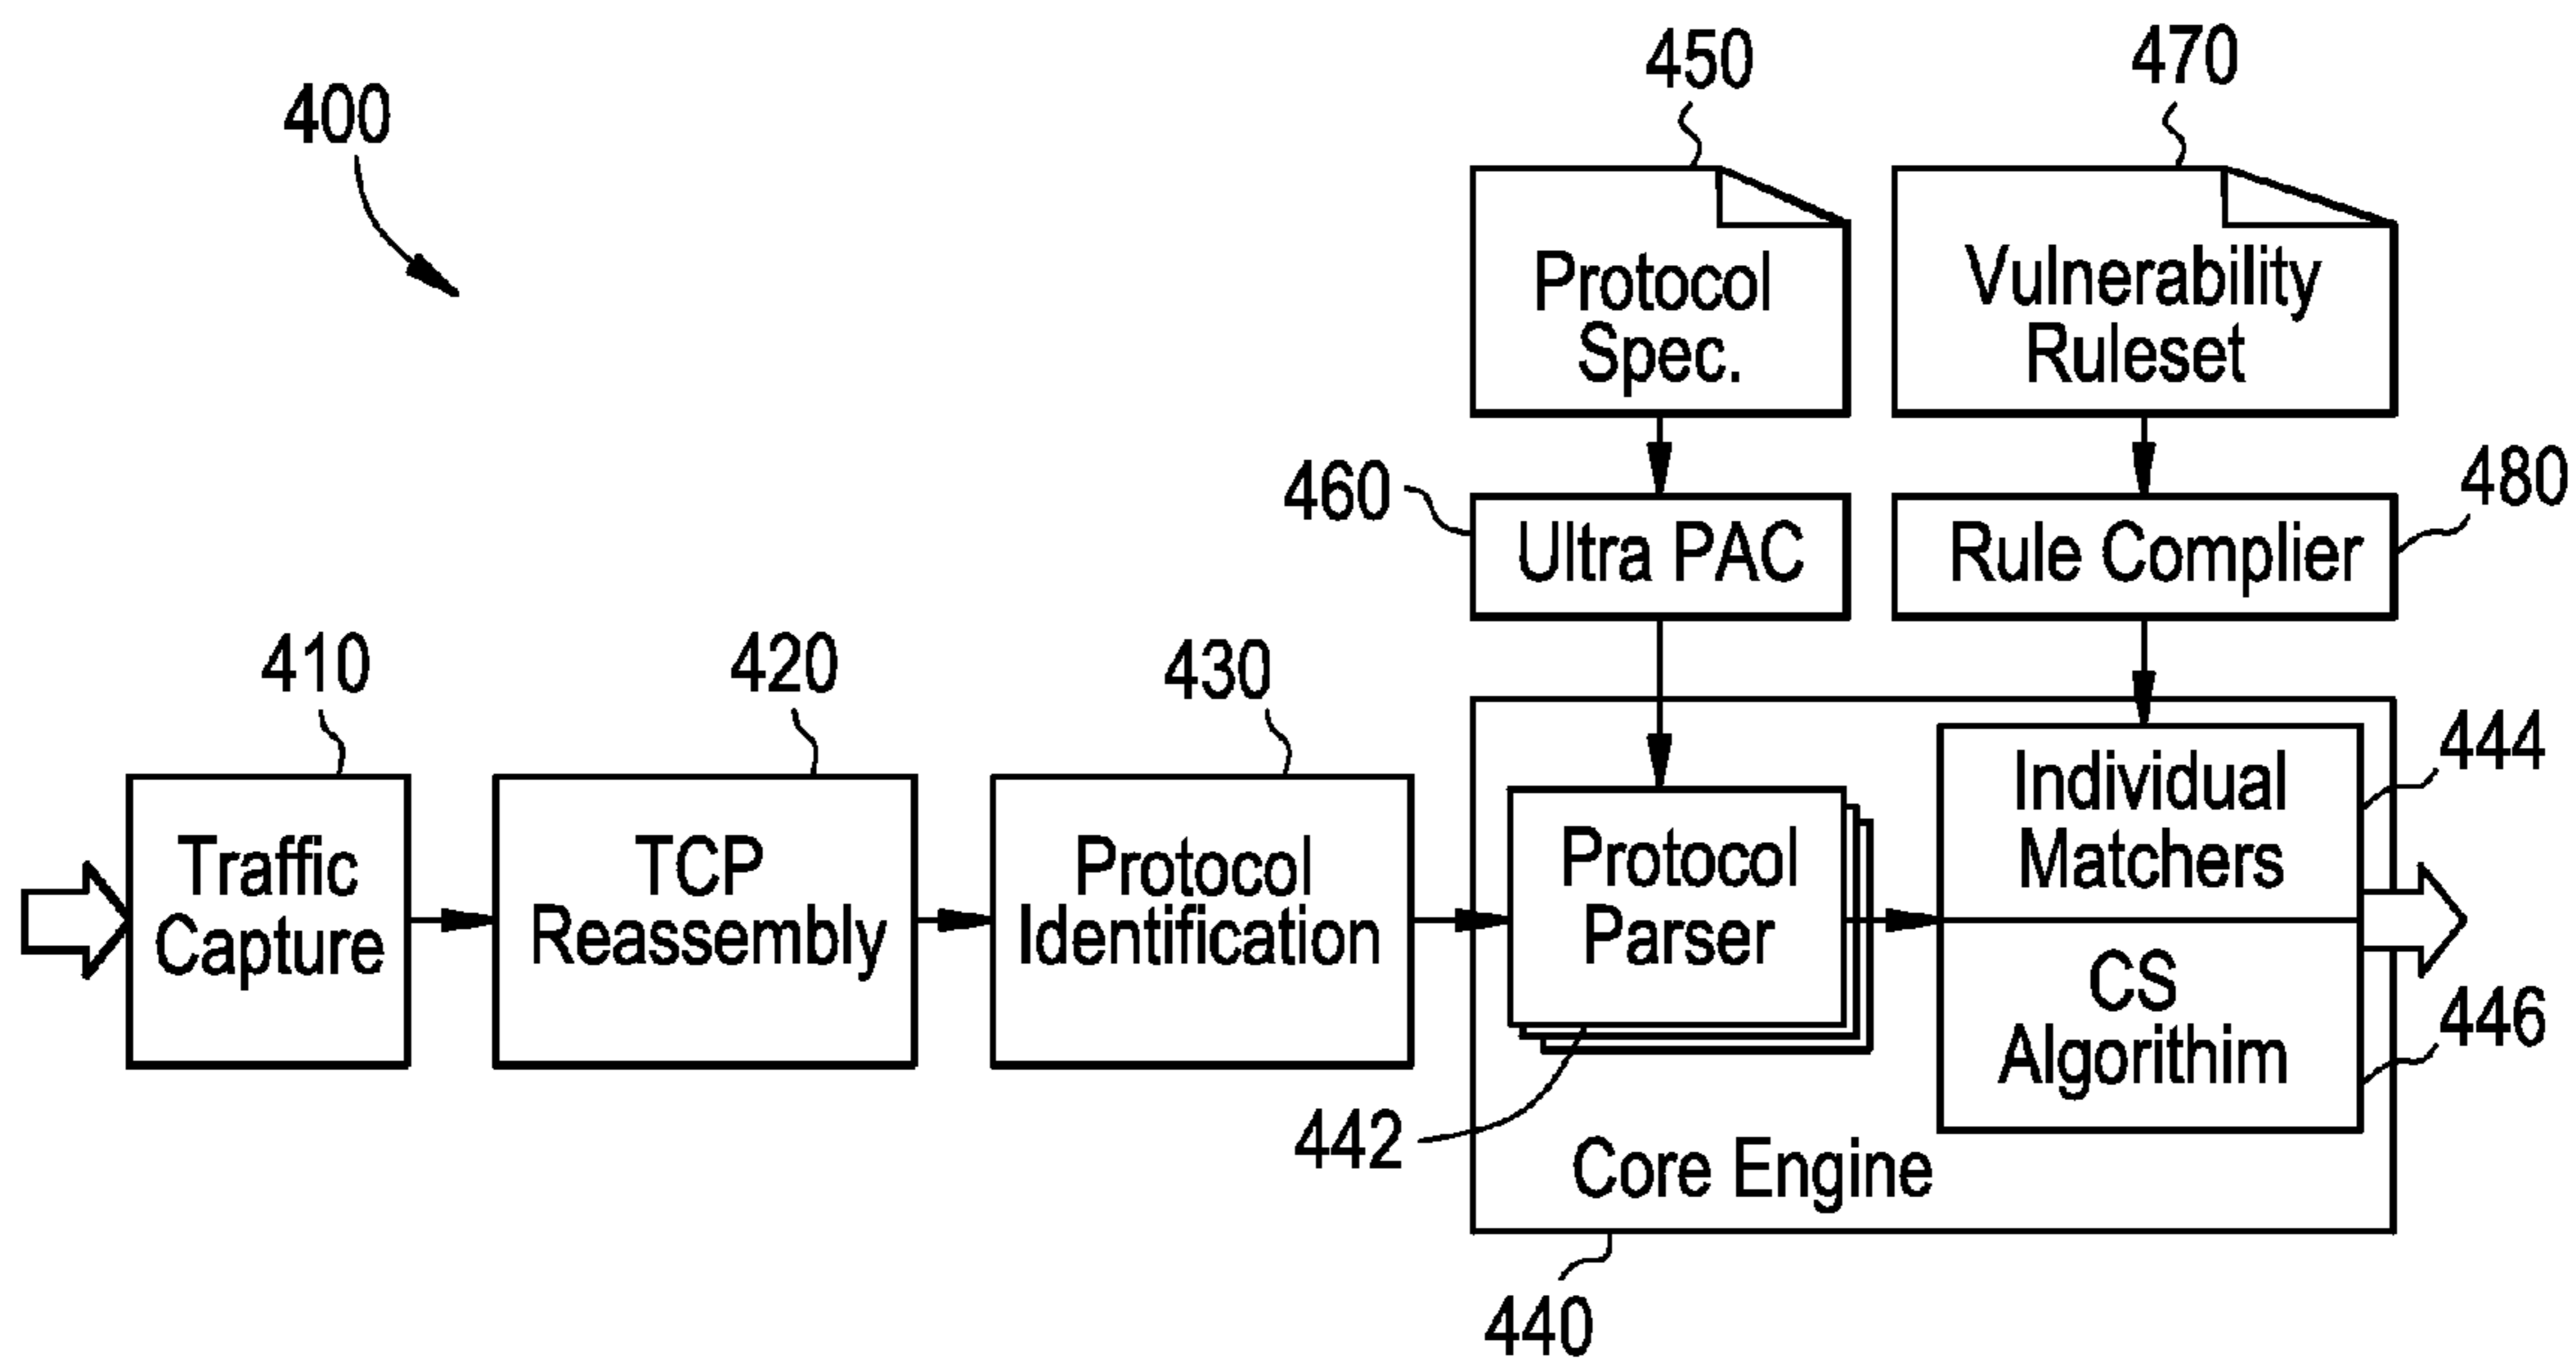 400
450
470
Protocol
Spec.
Vulnerability
Ruleset
460
Ultra PAC
Rule Complier
480
410
420
430
Traffic
Capture
TCP
Reassembly
Protocol
Identification
Protocol
Parser
Individual
Matchers
444
CS
Algorithim
446
442
Core Engine
440